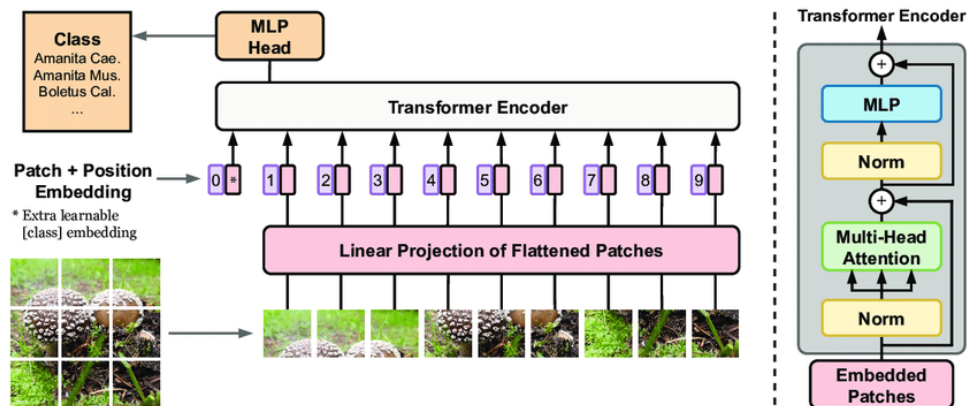 Class
Amanita Cae.
Amanita Mus.
Boletus Cal.
...
MLP
Head
Transformer Encoder
Patch + Position
Embedding
* Extra learnable
[class] embedding
0 * 1 2 3 4 5 6 7 8 9
Linear Projection of Flattened Patches
Transformer Encoder
+
MLP
Norm
+
Multi-Head
Attention
Norm
Embedded
Patches